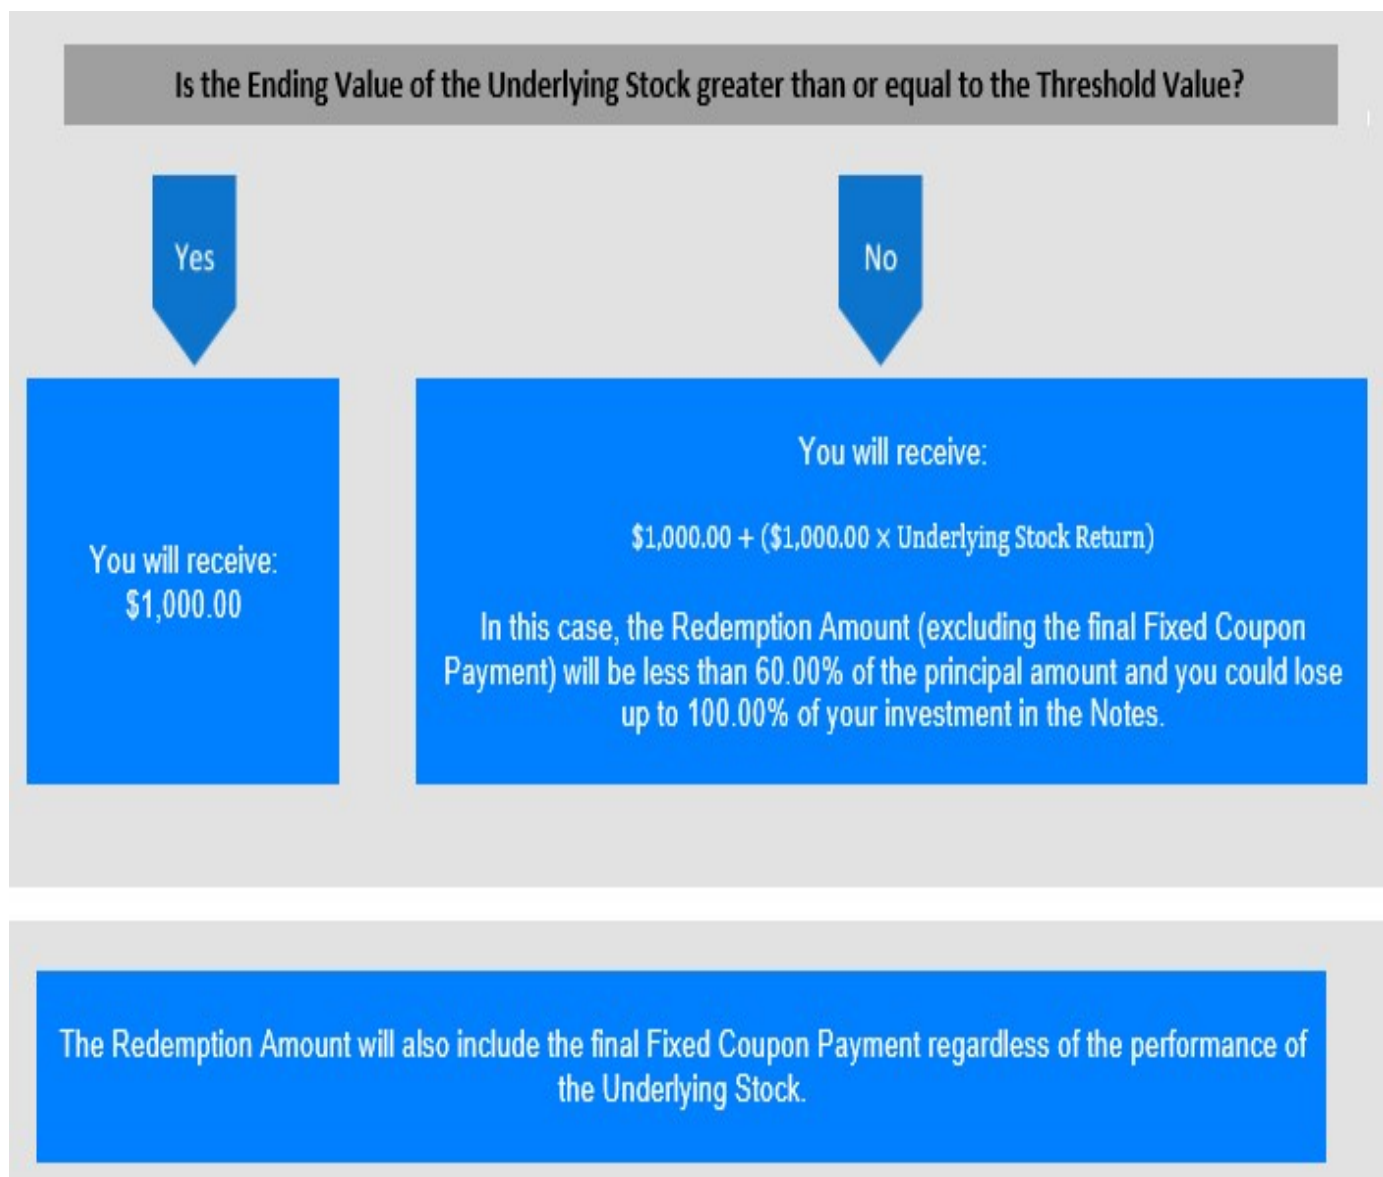 Is the Ending Value of the Underlying Stock greater than or equal to the Threshold Value?
Yes
No
You will receive:
$1,000.00
You will receive:
$1,000.00 + ($1,000.00 × Underlying Stock Return)
In this case, the Redemption Amount (excluding the final Fixed Coupon
Payment) will be less than 60.00% of the principal amount and you could lose
up to 100.00% of your investment in the Notes.
The Redemption Amount will also include the final Fixed Coupon Payment regardless of the performance of
the Underlying Stock.